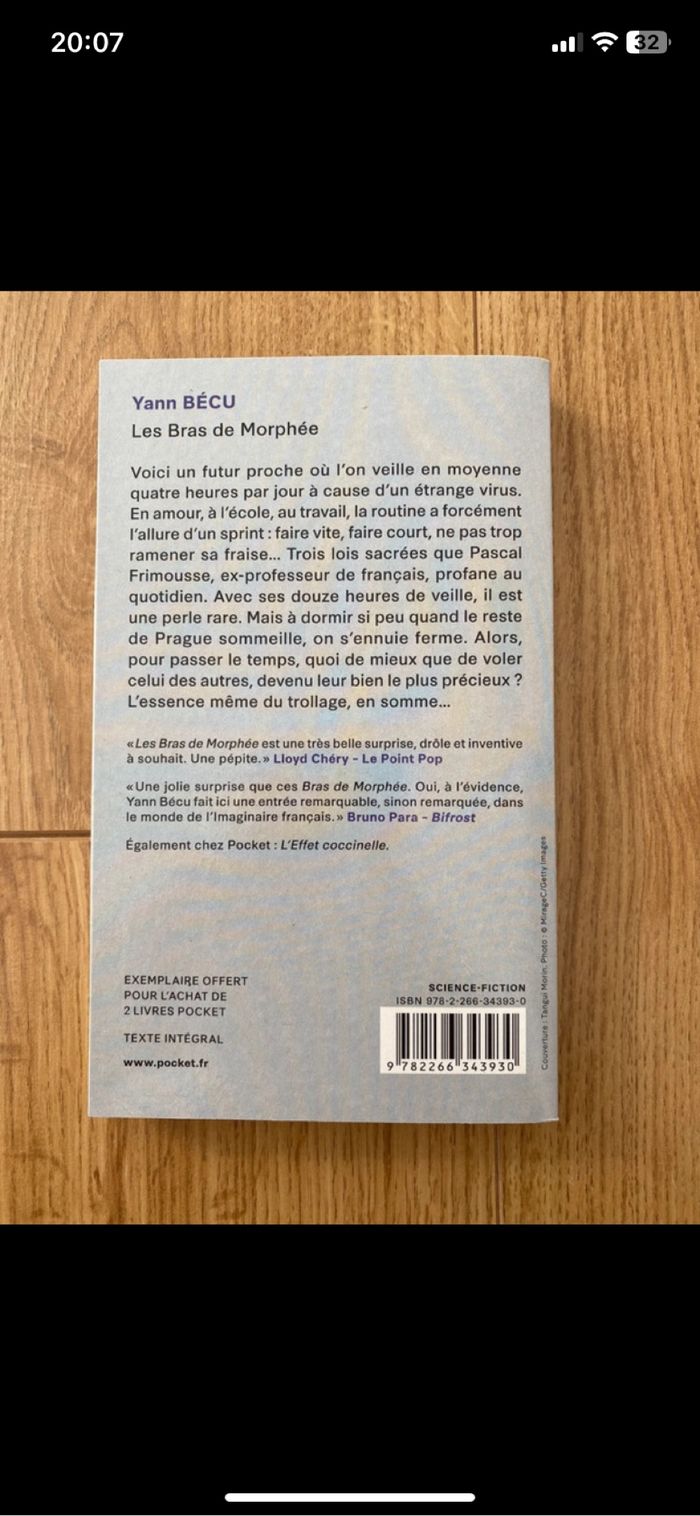 20:07
32
Yann BÉCU
Les Bras de Morphée
Voici un futur proche où l'on veille en moyenne
quatre heures par jour à cause d'un étrange virus.
En amour, à l'école, au travail, la routine a forcément
l'allure d'un sprint : faire vite, faire court, ne pas trop
ramener sa fraise... Trois lois sacrées que Pascal
Frimousse, ex-professeur de français, profane au
quotidien. Avec ses douze heures de veille, il est
une perle rare. Mais à dormir si peu quand le reste
de Prague sommeille, on s'ennuie ferme. Alors,
pour passer le temps, quoi de mieux que de voler
celui des autres, devenu leur bien le plus précieux ?
L'essence même du trollage, en somme...
«Les Bras de Morphée est une très belle surprise, drôle et inventive
à souhait. Une pépite.» Lloyd Chéry - Le Point Pop
«Une jolie surprise que ces Bras de Morphée. Oui, à l'évidence,
Yann Bécu fait ici une entrée remarquable, sinon remarquée, dans
le monde de l'Imaginaire français.» Bruno Para - Bifrost
Également chez Pocket : L'Effet coccinelle.
EXEMPLAIRE OFFERT
POUR L'ACHAT DE
2 LIVRES POCKET
TEXTE INTÉGRAL
www.pocket.fr
SCIENCE-FICTION
ISBN 978-2-266-34393-0
9 782266 343930
Couverture : Tangui Morin. Photo : © MirageC/Getty Images